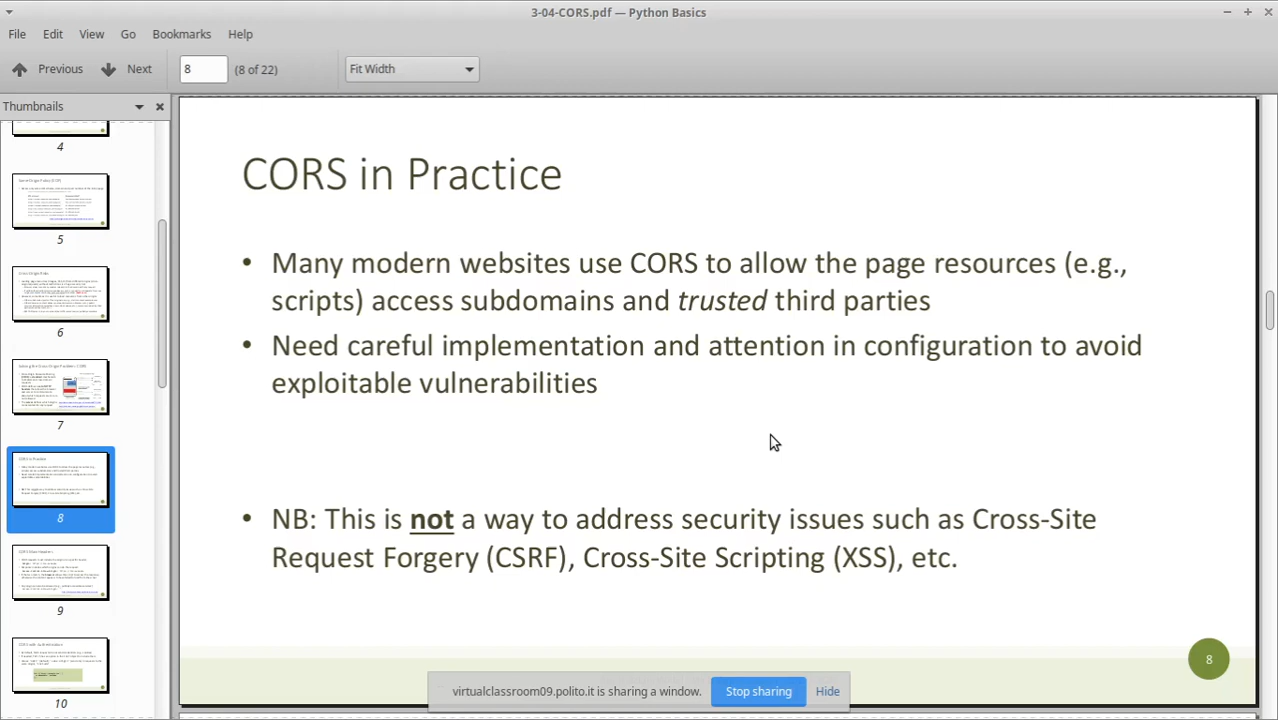 3-04-CORS.pdf — Python Basics
File Edit View Go Bookmarks Help
Previous Next 8 (8 of 22) Fit Width
Thumbnails
4
5
6
7
8
9
10
CORS in Practice
• Many modern websites use CORS to allow the page resources (e.g.,
scripts) access subdomains and trusted third parties
• Need careful implementation and attention in configuration to avoid
exploitable vulnerabilities
• NB: This is not a way to address security issues such as Cross-Site
Request Forgery (CSRF), Cross-Site Scripting (XSS), etc.
8
virtualclassroom09.polito.it is sharing a window. Stop sharing Hide